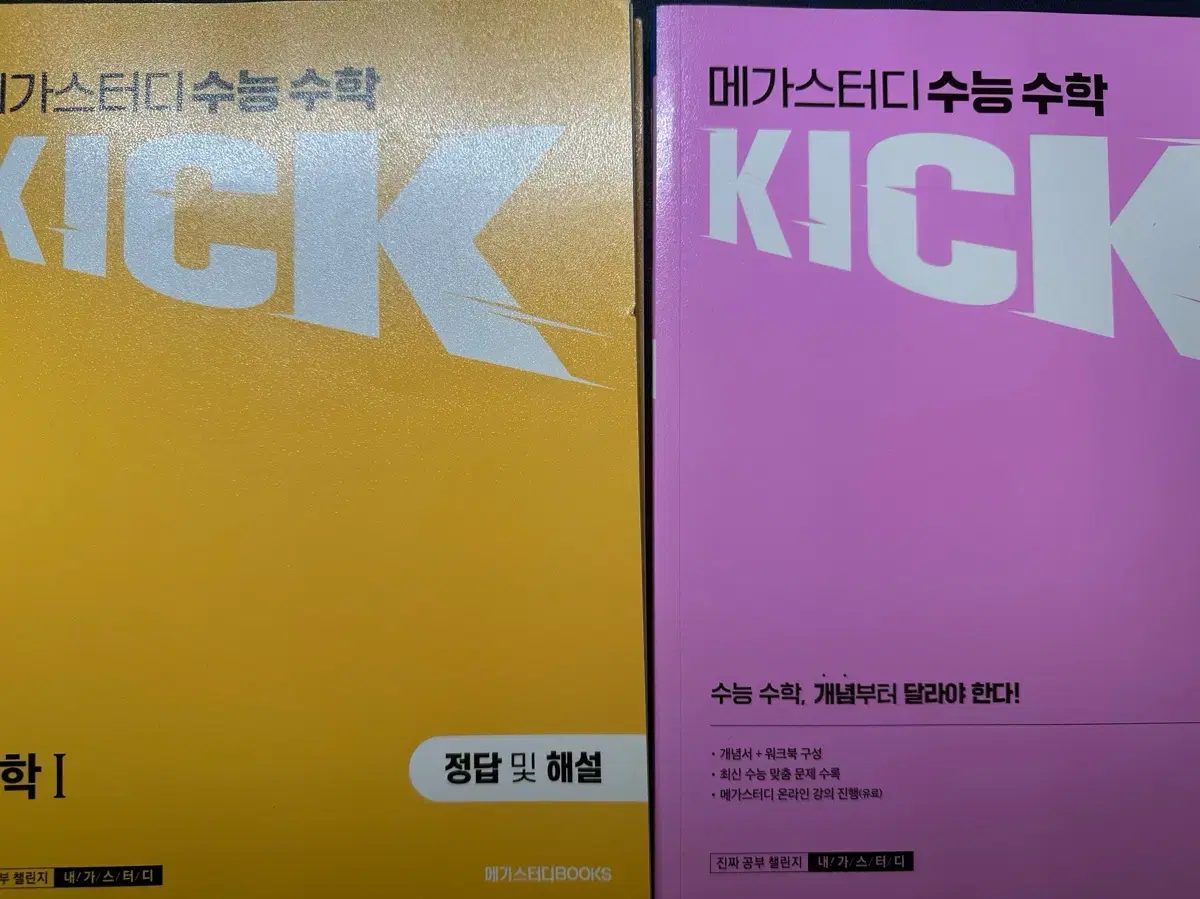 메가스터디 수능 수학
KICK
학 I
정답 및 해설
부 챌린지 내/가/스/터/디
메가스터디BOOKS
메가스터디 수능 수학
KICK
수능 수학, 개념부터 달라야 한다!
• 개념서 + 워크북 구성
• 최신 수능 맞춤 문제 수록
• 메가스터디 온라인 강의 진행(유료)
진짜 공부 챌린지 내/가/스/터/디